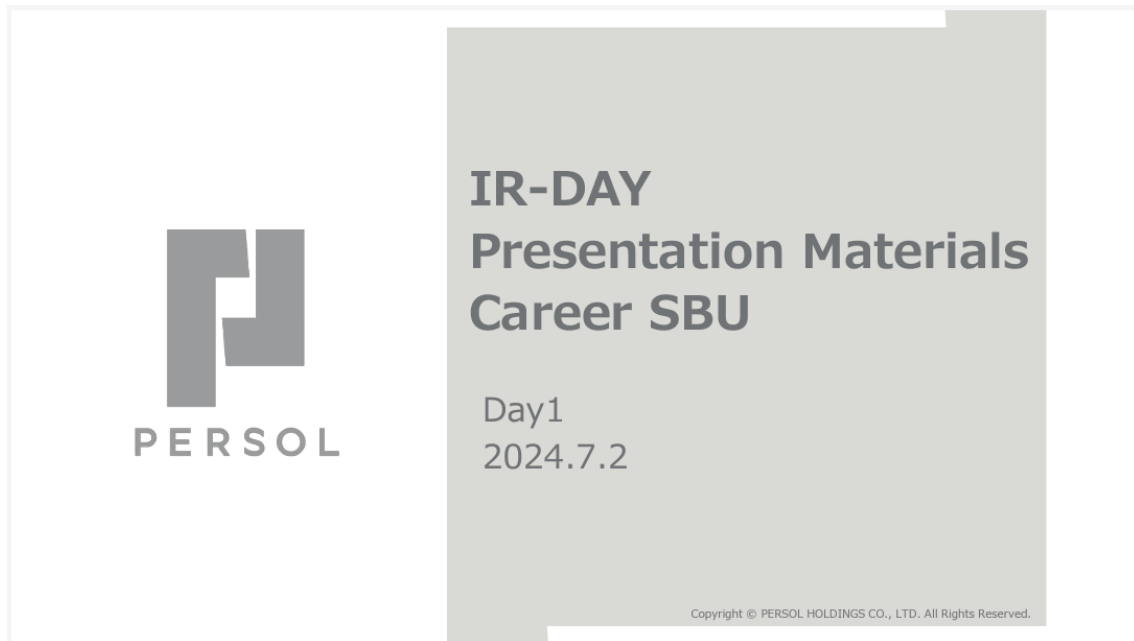 PERSOL
IR-DAY
Presentation Materials
Career SBU
Day1
2024.7.2
Copyright © PERSOL HOLDINGS CO., LTD. All Rights Reserved.